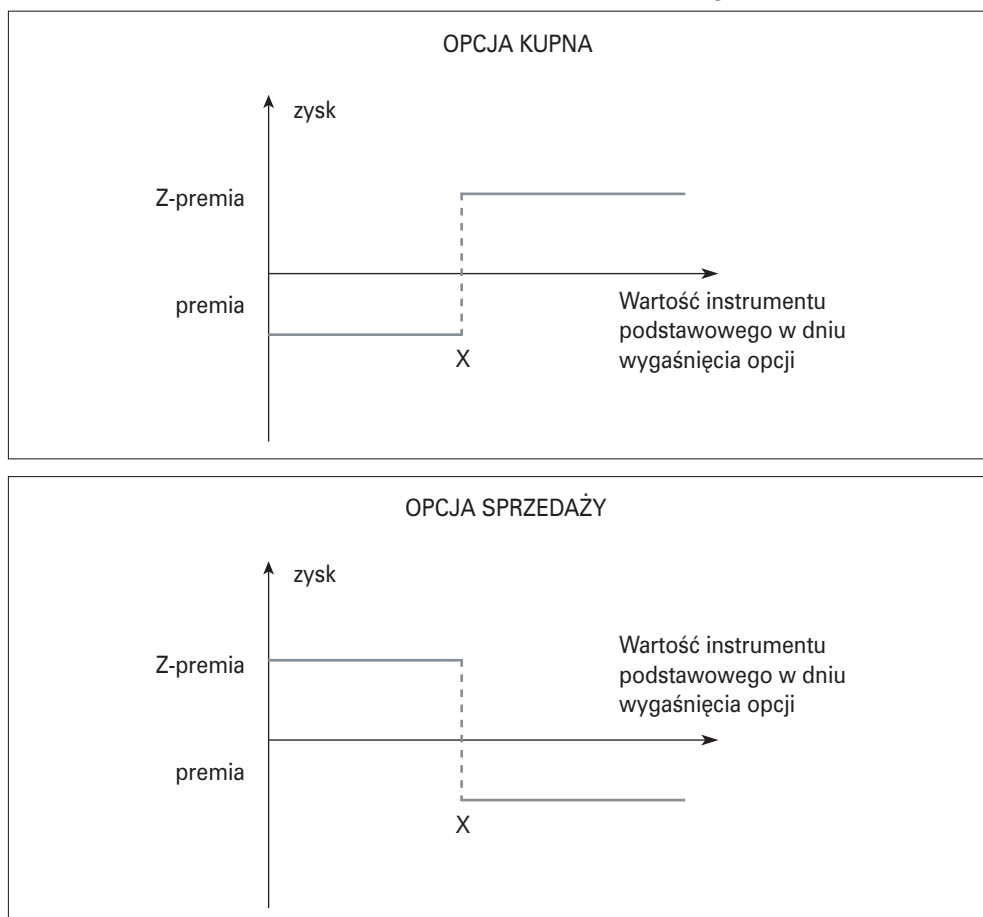 OPCJA KUPNA
zysk
Z-premia
premia
Wartość instrumentu
podstawowego w dniu
wygaśnięcia opcji
X
OPCJA SPRZEDAŻY
zysk
Z-premia
Wartość instrumentu
podstawowego w dniu
wygaśnięcia opcji
premia
X